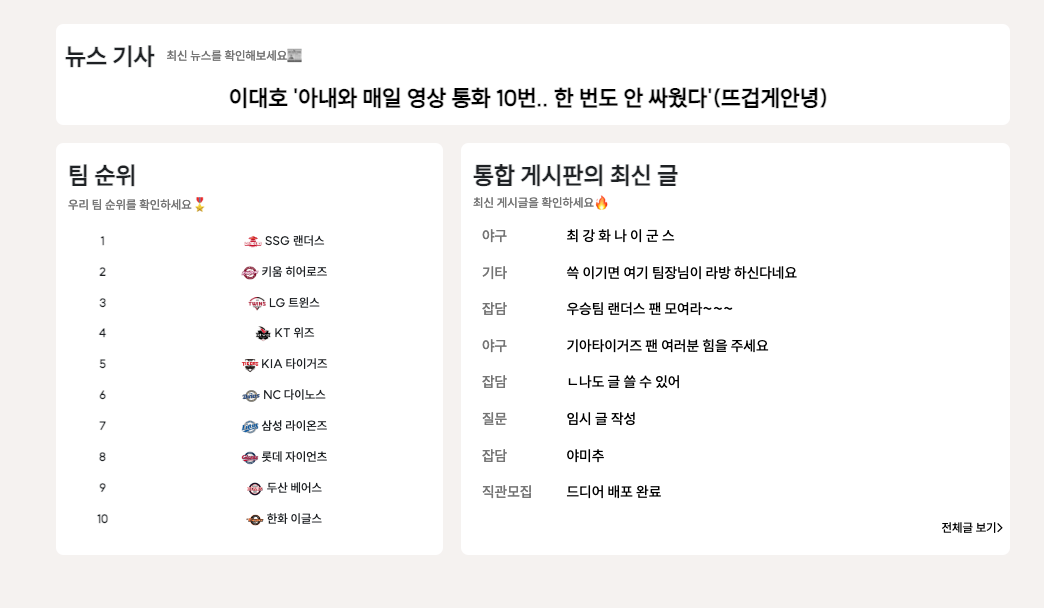 뉴스 기사 최신 뉴스를 확인해보세요📰
이대호 '아내와 매일 영상 통화 10번.. 한 번도 안 싸웠다'(뜨겁게안녕)
팀 순위
우리 팀 순위를 확인하세요🎖️
1 SSG 랜더스
2 키움 히어로즈
3 LG 트윈스
4 KT 위즈
5 KIA 타이거즈
6 NC 다이노스
7 삼성 라이온즈
8 롯데 자이언츠
9 두산 베어스
10 한화 이글스
통합 게시판의 최신 글
최신 게시글을 확인하세요🔥
야구 최 강 화 나 이 군 스
기타 쓱 이기면 여기 팀장님이 라방 하신다네요
잡담 우승팀 랜더스 팬 모여라~~~
야구 기아타이거즈 팬 여러분 힘을 주세요
잡담 ㄴ나도 글 쓸 수 있어
질문 임시 글 작성
잡담 야미추
직관모집 드디어 배포 완료
전체글 보기>